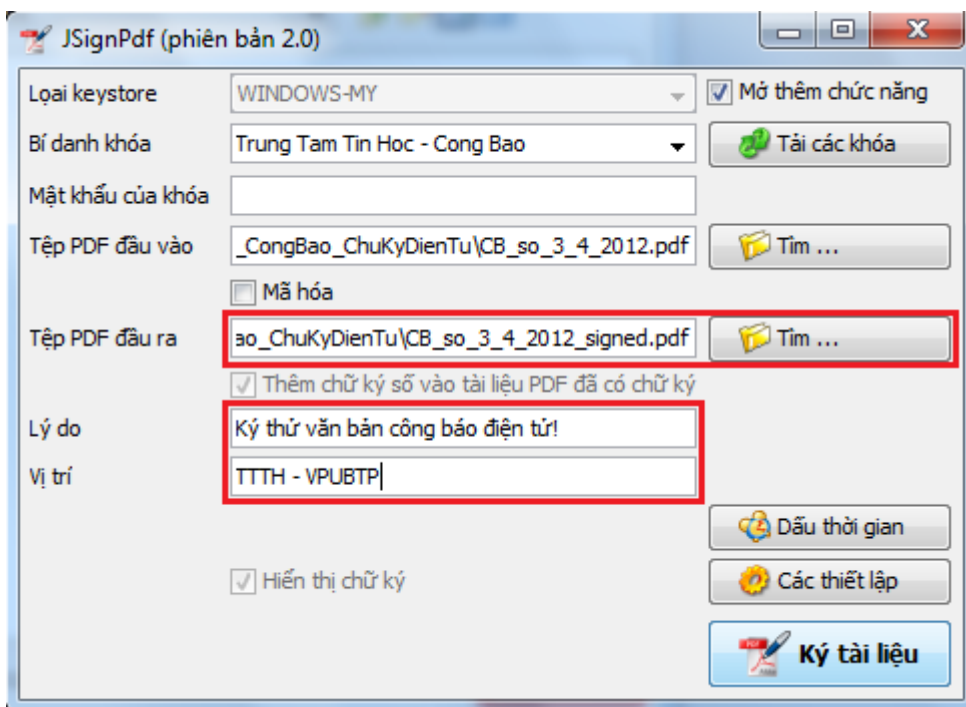 JSignPdf (phiên bản 2.0)
Lọai keystore WINDOWS-MY Mở thêm chức năng
Bí danh khóa Trung Tam Tin Hoc - Cong Bao Tải các khóa
Mật khẩu của khóa
Tệp PDF đầu vào _CongBao_ChuKyDienTu\CB_so_3_4_2012.pdf Tìm ...
Mã hóa
Tệp PDF đầu ra ao_ChuKyDienTu\CB_so_3_4_2012_signed.pdf Tìm ...
Thêm chữ ký số vào tài liệu PDF đã có chữ ký
Lý do Ký thử văn bản công báo điện tử!
Vị trí TTTH - VPUBTP
Dấu thời gian
Hiển thị chữ ký Các thiết lập
Ký tài liệu